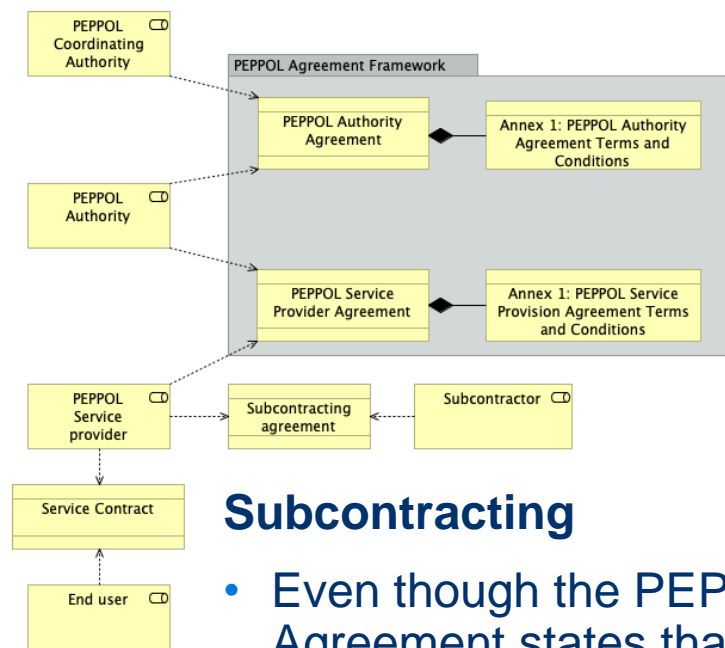 PEPPOL
Coordinating
Authority
PEPPOL Agreement Framework
PEPPOL Authority
Agreement
Annex 1: PEPPOL Authority
Agreement Terms and
Conditions
PEPPOL
Authority
PEPPOL Service
Provider Agreement
Annex 1: PEPPOL Service
Provision Agreement Terms
and Conditions
PEPPOL
Service
provider
Subcontracting
agreement
Subcontractor
Service Contract
End user
Subcontracting
• Even though the PEP
Agreement states tha